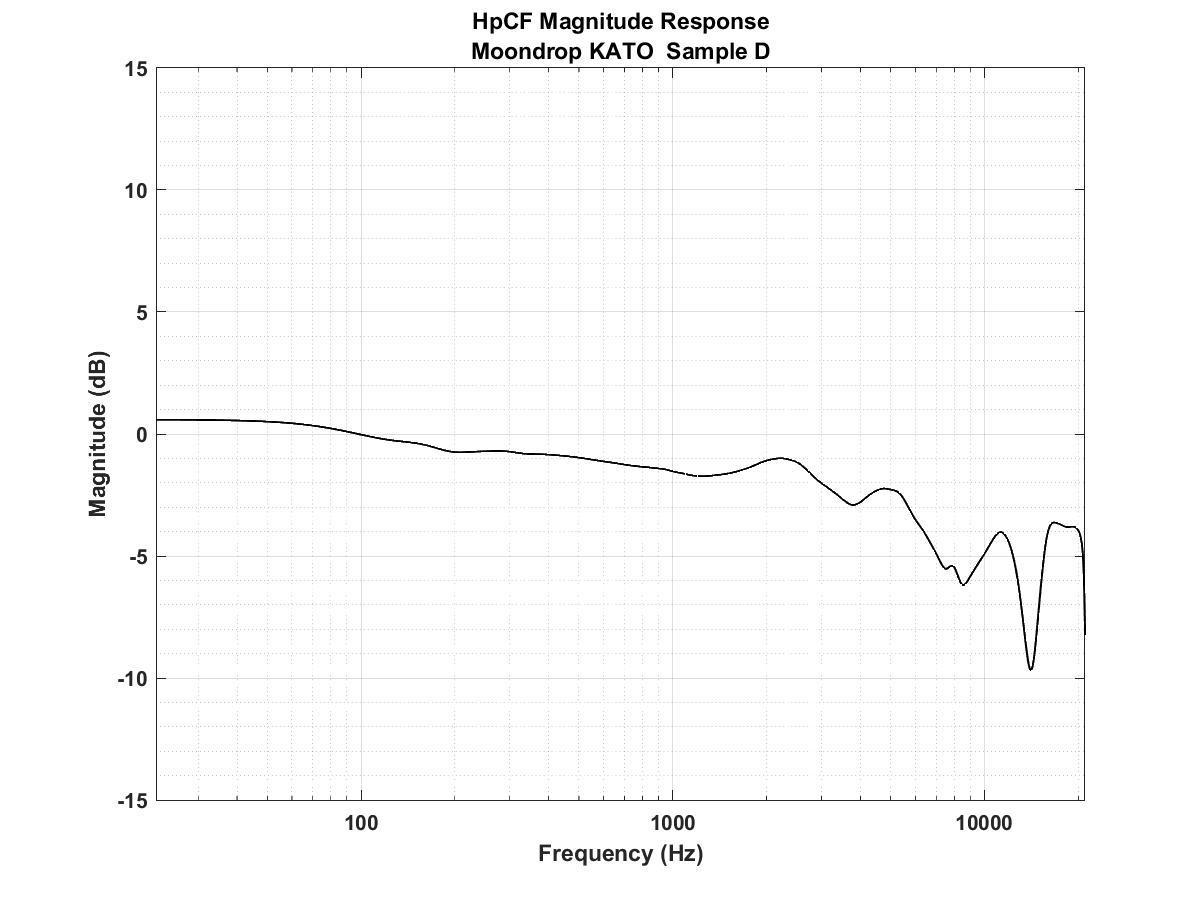 HpCF Magnitude Response
Moondrop KATO  Sample D
15
10
5
0
-5
-10
-15
Magnitude (dB)
100
1000
10000
Frequency (Hz)